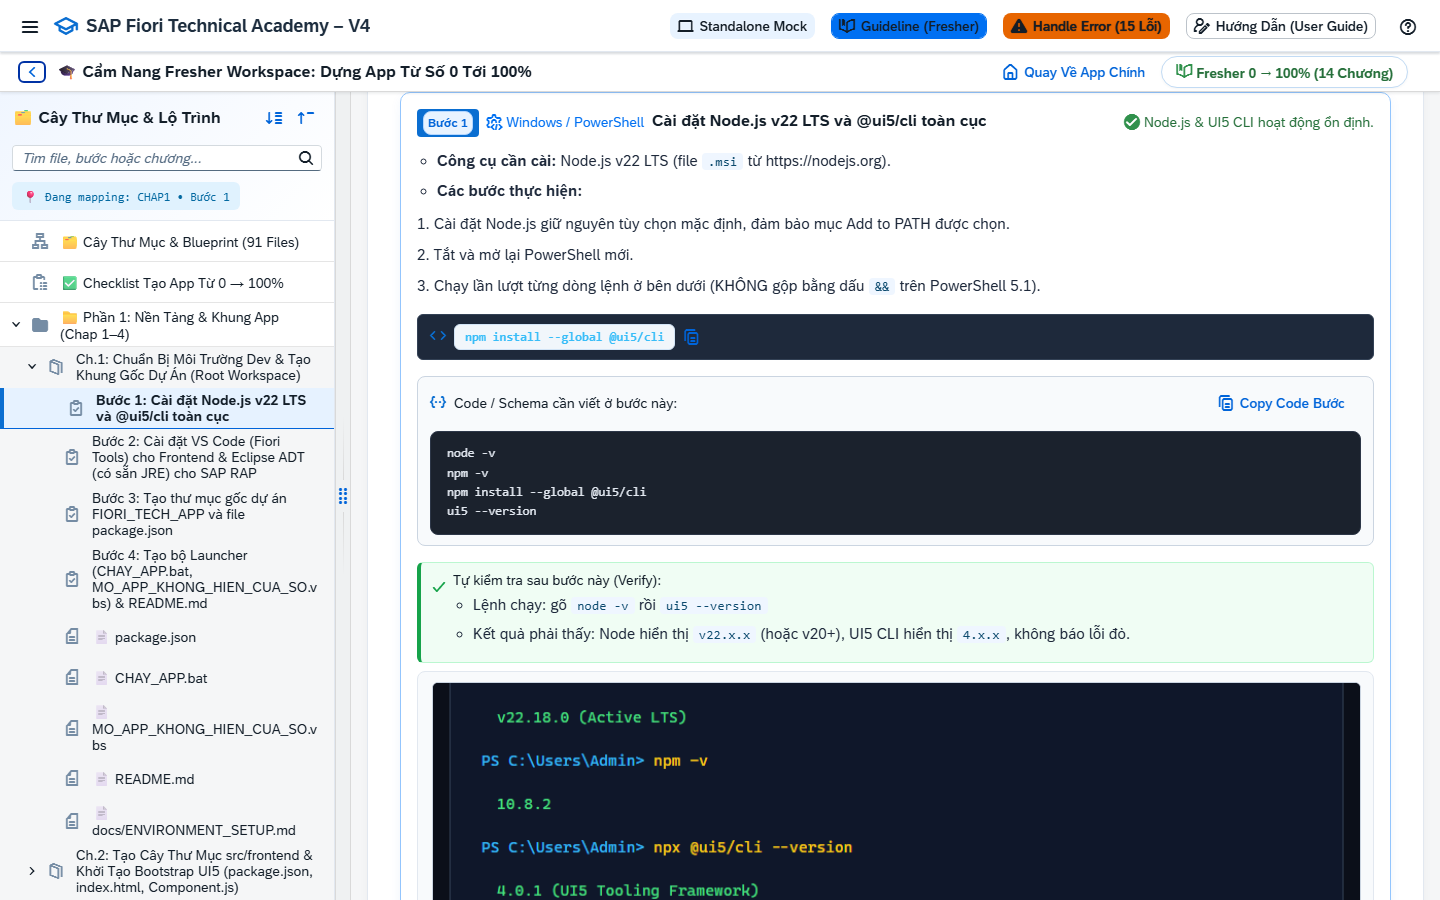 SAP Fiori Technical Academy – V4
Standalone Mock
Guideline (Fresher)
Handle Error (15 Lỗi)
Hướng Dẫn (User Guide)
Cẩm Nang Fresher Workspace: Dựng App Từ Số 0 Tới 100%
Quay Về App Chính
Fresher 0 → 100% (14 Chương)
Cây Thư Mục & Lộ Trình
Tìm file, bước hoặc chương...
Đang mapping: CHAP1 • Bước 1
Cây Thư Mục & Blueprint (91 Files)
Checklist Tạo App Từ 0 → 100%
Phần 1: Nền Tảng & Khung App
(Chap 1–4)
Ch.1: Chuẩn Bị Môi Trường Dev & Tạo
Khung Gốc Dự Án (Root Workspace)
Bước 1: Cài đặt Node.js v22 LTS
và @ui5/cli toàn cục
Bước 2: Cài đặt VS Code (Fiori
Tools) cho Frontend & Eclipse ADT
(có sẵn JRE) cho SAP RAP
Bước 3: Tạo thư mục gốc dự án
FIORI_TECH_APP và file
package.json
Bước 4: Tạo bộ Launcher
(CHAY_APP.bat,
MO_APP_KHONG_HIEN_CUA_SO.v
bs) & README.md
package.json
CHAY_APP.bat
MO_APP_KHONG_HIEN_CUA_SO.v
bs
README.md
docs/ENVIRONMENT_SETUP.md
Ch.2: Tạo Cây Thư Mục src/frontend &
Khởi Tạo Bootstrap UI5 (package.json,
index.html, Component.js)
Bước 1
Windows / PowerShell
Cài đặt Node.js v22 LTS và @ui5/cli toàn cục
Node.js & UI5 CLI hoạt động ổn định.
Công cụ cần cài: Node.js v22 LTS (file .msi từ https://nodejs.org).
Các bước thực hiện:
1. Cài đặt Node.js giữ nguyên tùy chọn mặc định, đảm bảo mục Add to PATH được chọn.
2. Tắt và mở lại PowerShell mới.
3. Chạy lần lượt từng dòng lệnh ở bên dưới (KHÔNG gộp bằng dấu && trên PowerShell 5.1).
npm install --global @ui5/cli
Code / Schema cần viết ở bước này:
Copy Code Bước
node -v
npm -v
npm install --global @ui5/cli
ui5 --version
Tự kiểm tra sau bước này (Verify):
Lệnh chạy: gõ node -v rồi ui5 --version
Kết quả phải thấy: Node hiển thị v22.x.x (hoặc v20+), UI5 CLI hiển thị 4.x.x, không báo lỗi đỏ.
v22.18.0 (Active LTS)
PS C:\Users\Admin> npm -v
10.8.2
PS C:\Users\Admin> npx @ui5/cli --version
4.0.1 (UI5 Tooling Framework)